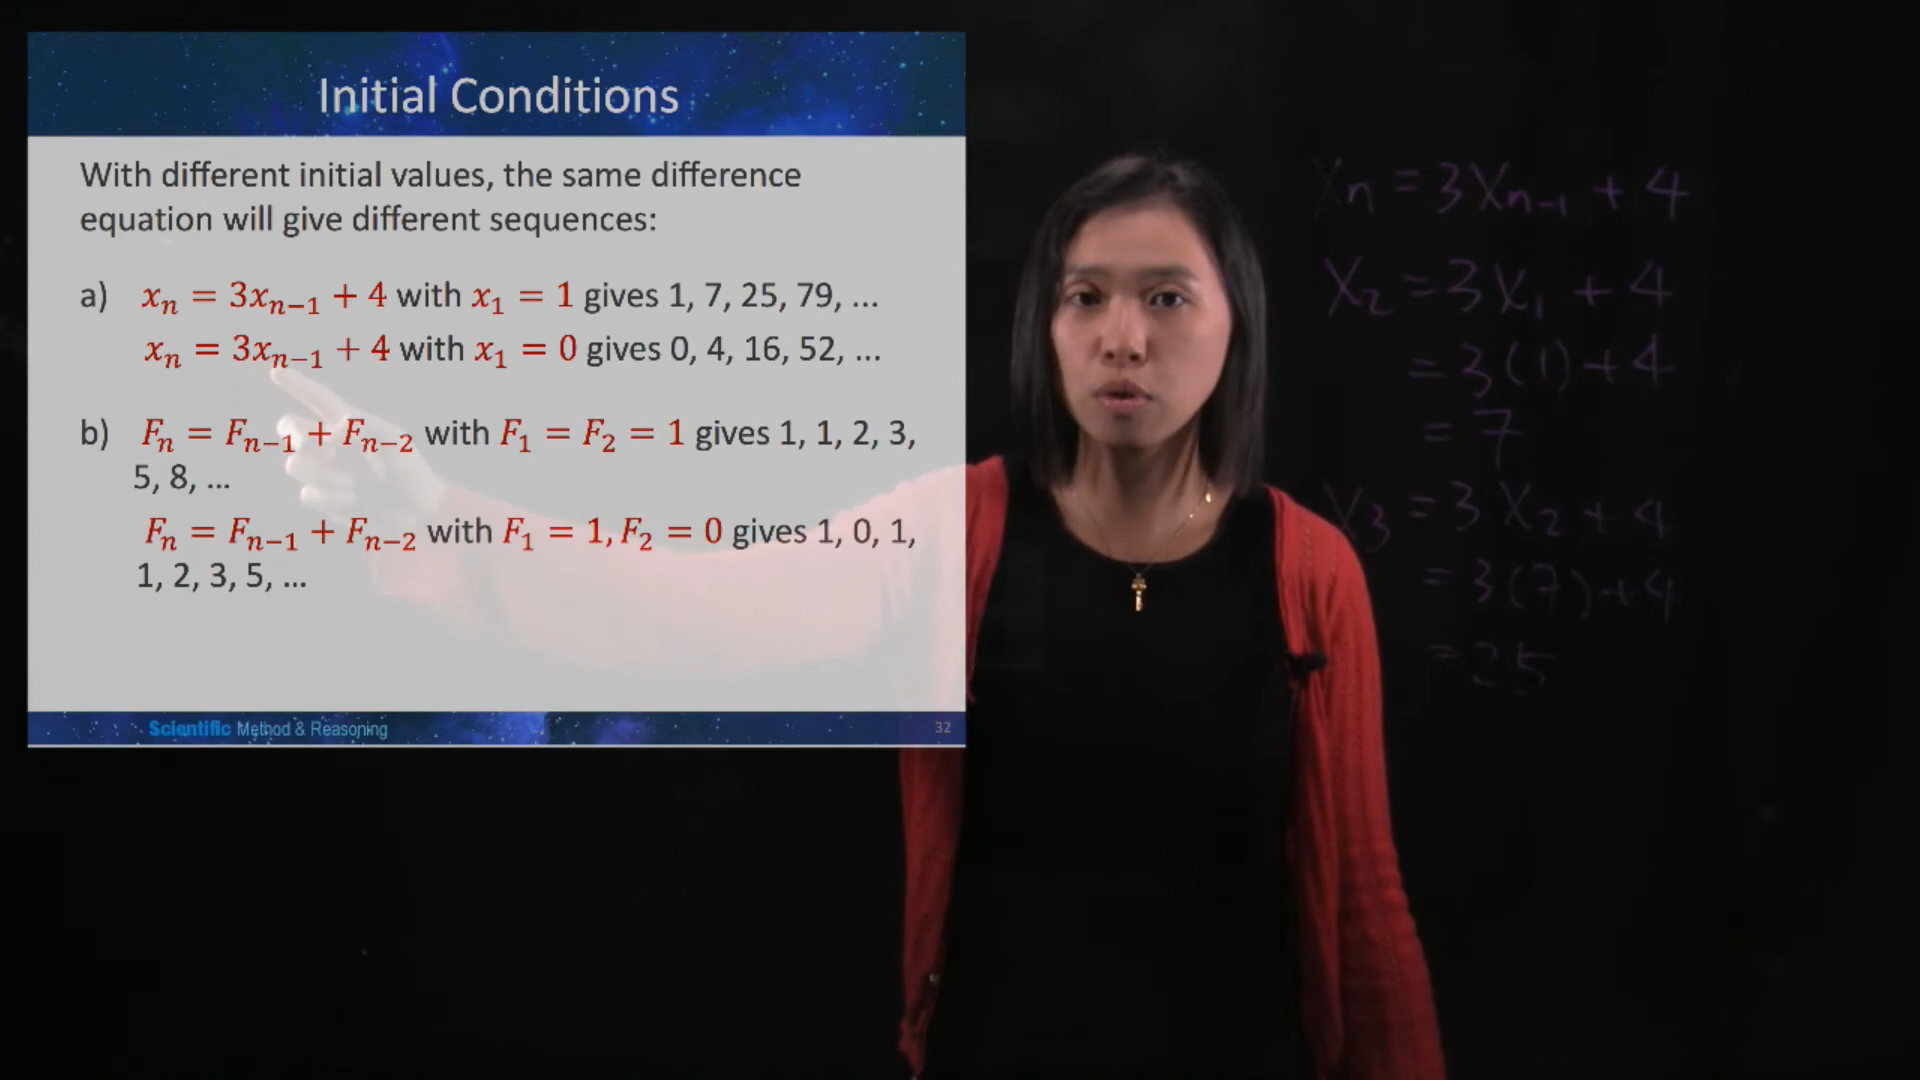 Initial Conditions
With different initial values, the same difference
equation will give different sequences:
a) xₙ = 3xₙ₋₁ + 4 with x₁ = 1 gives 1, 7, 25, 79, ...
xₙ = 3xₙ₋₁ + 4 with x₁ = 0 gives 0, 4, 16, 52, ...
b) Fₙ = Fₙ₋₁ + Fₙ₋₂ with F₁ = F₂ = 1 gives 1, 1, 2, 3,
5, 8, ...
Fₙ = Fₙ₋₁ + Fₙ₋₂ with F₁ = 1, F₂ = 0 gives 1, 0, 1,
1, 2, 3, 5, ...
Scientific Method & Reasoning
32
Xₙ = 3Xₙ₋₁ + 4
X₂ = 3X₁ + 4
= 3(1) + 4
= 7
X₃ = 3X₂ + 4
= 3(7) + 4
= 25